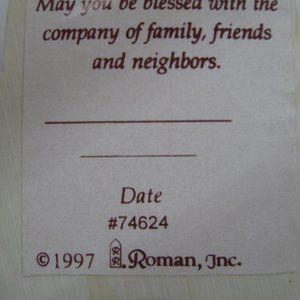 May you be blessed with the
company of family, friends
and neighbors.
Date
#74624
©1997 Roman, Inc.